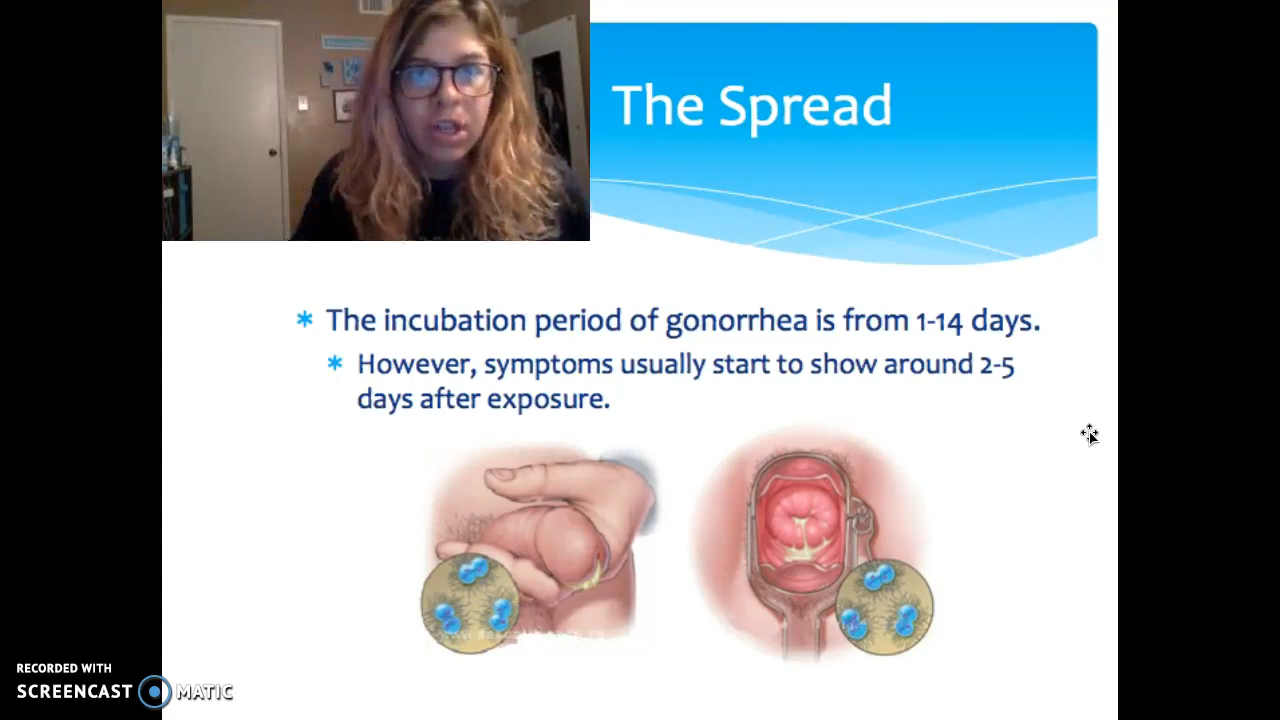 The Spread
* The incubation period of gonorrhea is from 1-14 days.
* However, symptoms usually start to show around 2-5
days after exposure.
RECORDED WITH
SCREENCAST MATIC